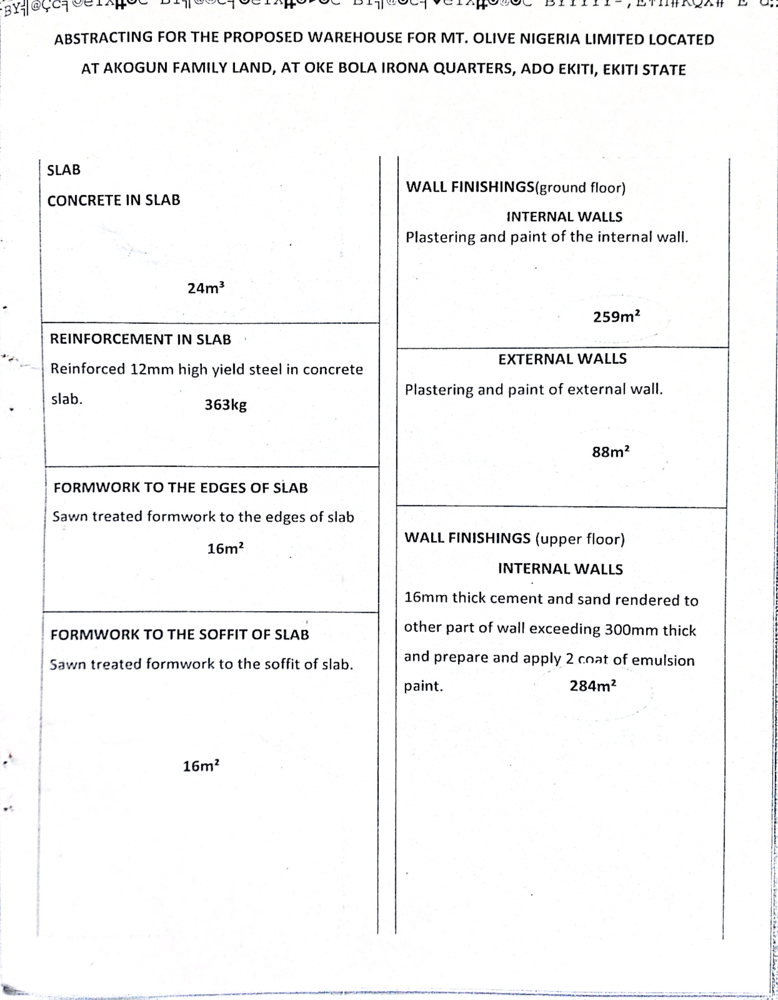 ABSTRACTING FOR THE PROPOSED WAREHOUSE FOR MT. OLIVE NIGERIA LIMITED LOCATED
AT AKOGUN FAMILY LAND, AT OKE BOLA IRONA QUARTERS, ADO EKITI, EKITI STATE
SLAB
CONCRETE IN SLAB
24m³
REINFORCEMENT IN SLAB
Reinforced 12mm high yield steel in concrete
slab. 363kg
FORMWORK TO THE EDGES OF SLAB
Sawn treated formwork to the edges of slab
16m²
FORMWORK TO THE SOFFIT OF SLAB
Sawn treated formwork to the soffit of slab.
16m²
WALL FINISHINGS(ground floor)
INTERNAL WALLS
Plastering and paint of the internal wall.
259m²
EXTERNAL WALLS
Plastering and paint of external wall.
88m²
WALL FINISHINGS (upper floor)
INTERNAL WALLS
16mm thick cement and sand rendered to
other part of wall exceeding 300mm thick
and prepare and apply 2 coat of emulsion
paint. 284m²